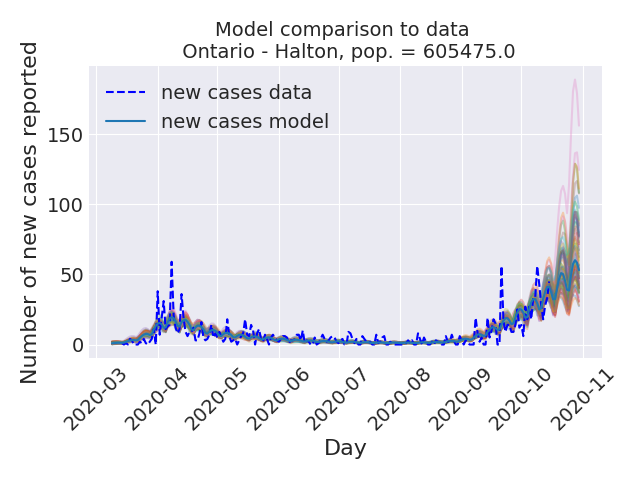 Model comparison to data
Ontario - Halton, pop. = 605475.0
Number of new cases reported
new cases data
new cases model
150
100
50
0
2020-03
2020-04
2020-05
2020-06
2020-07
2020-08
2020-09
2020-10
2020-11
Day